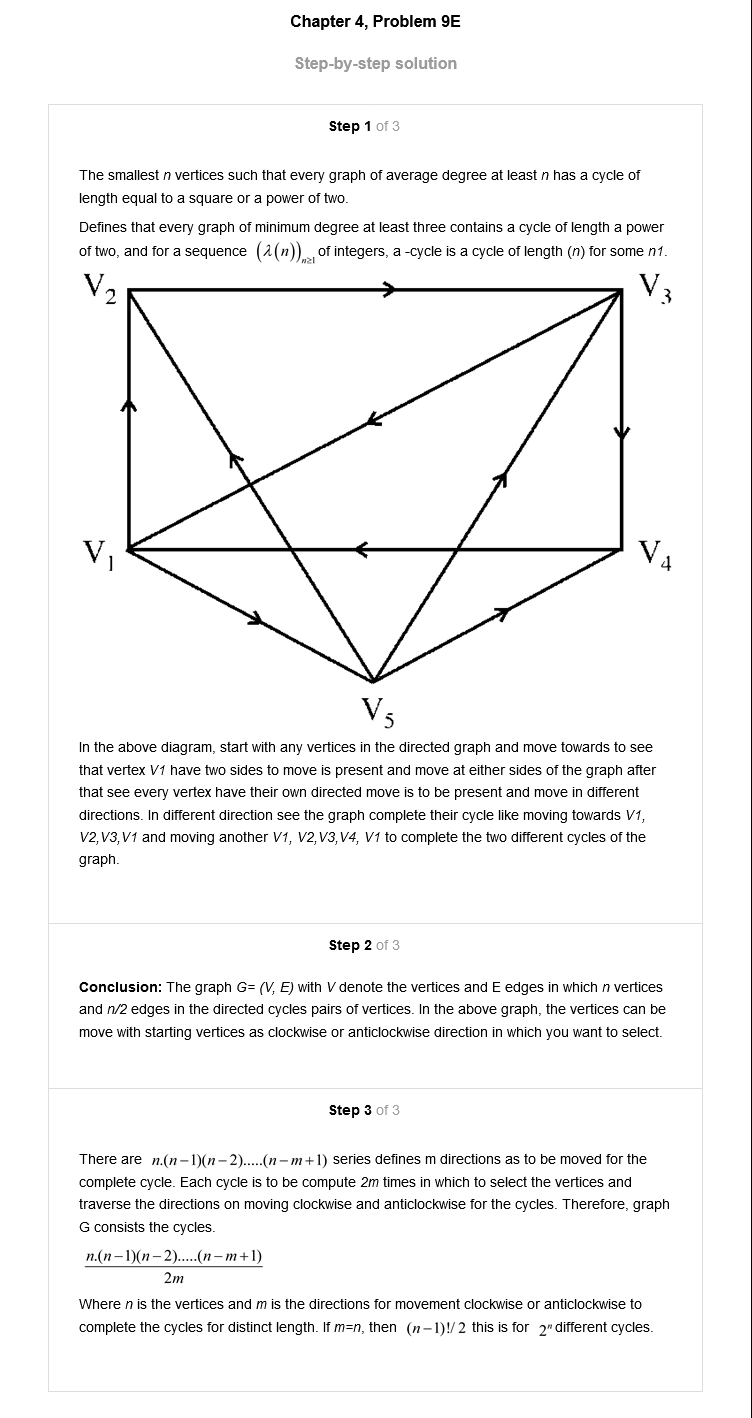 Chapter 4, Problem 9E
Step-by-step solution
Step 1 of 3
The smallest n vertices such that every graph of average degree at least n has a cycle of
length equal to a square or a power of two.
Defines that every graph of minimum degree at least three contains a cycle of length a power
of two, and for a sequence (λ(n))n≥1 of integers, a -cycle is a cycle of length (n) for some n1.
V2
V3
V1
V4
V5
In the above diagram, start with any vertices in the directed graph and move towards to see
that vertex V1 have two sides to move is present and move at either sides of the graph after
that see every vertex have their own directed move is to be present and move in different
directions. In different direction see the graph complete their cycle like moving towards V1,
V2,V3,V1 and moving another V1, V2,V3,V4, V1 to complete the two different cycles of the
graph.
Step 2 of 3
Conclusion: The graph G= (V, E) with V denote the vertices and E edges in which n vertices
and n/2 edges in the directed cycles pairs of vertices. In the above graph, the vertices can be
move with starting vertices as clockwise or anticlockwise direction in which you want to select.
Step 3 of 3
There are n.(n−1)(n−2).....(n−m+1) series defines m directions as to be moved for the
complete cycle. Each cycle is to be compute 2m times in which to select the vertices and
traverse the directions on moving clockwise and anticlockwise for the cycles. Therefore, graph
G consists the cycles.
n.(n−1)(n−2).....(n−m+1)
2m
Where n is the vertices and m is the directions for movement clockwise or anticlockwise to
complete the cycles for distinct length. If m=n, then (n−1)!/2 this is for 2ⁿ different cycles.